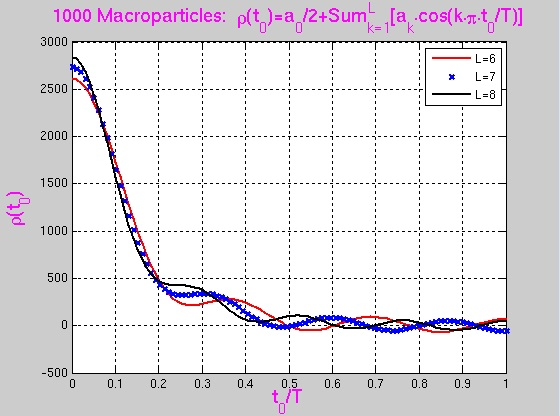 1000 Macroparticles: ρ(t₀)=a₀/2+Sumᴸₖ₌₁[aₖ·cos(k·π·t₀/T)]
3000
2500
2000
1500
1000
500
0
-500
ρ(t₀)
L=6
L=7
L=8
0 0.1 0.2 0.3 0.4 0.5 0.6 0.7 0.8 0.9 1
t₀/T